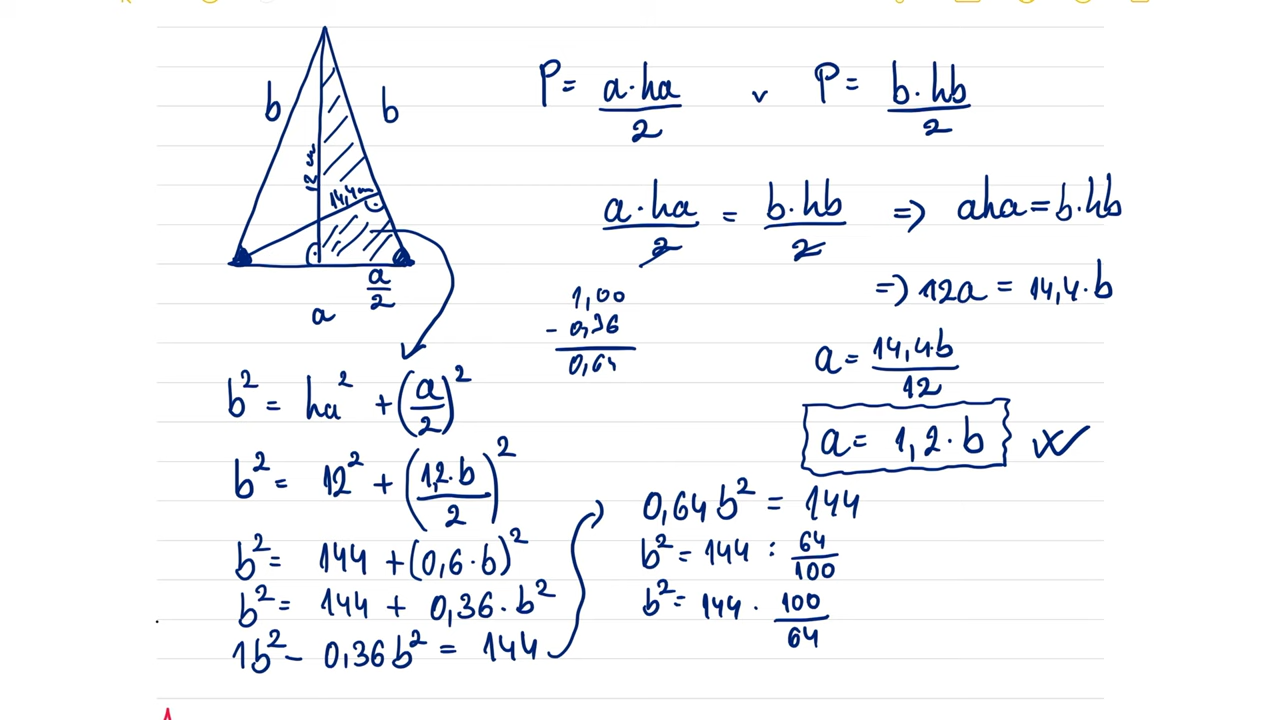 b
b
12 cm
14,4cm
a/2
a
P = a·ha/2 v P = b·hb/2
a·ha/2 = b·hb/2 => aha = b·hb
=> 12a = 14,4·b
1,00
- 0,36
0,64
a = 14,4b/12
a = 1,2·b
b² = ha² + (a/2)²
b² = 12² + (1,2·b/2)²
b² = 144 + (0,6·b)²
b² = 144 + 0,36·b²
1b² - 0,36b² = 144
0,64b² = 144
b² = 144 : 64/100
b² = 144 · 100/64